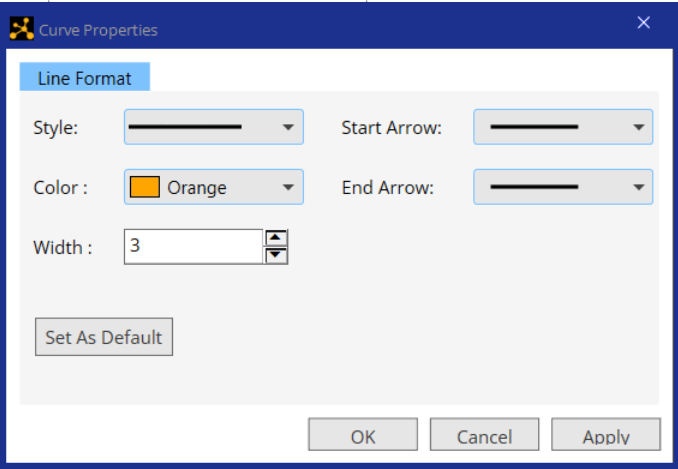 Curve Properties
Line Format
Style:
Start Arrow:
Color :
Orange
End Arrow:
Width :
3
Set As Default
OK
Cancel
Apply